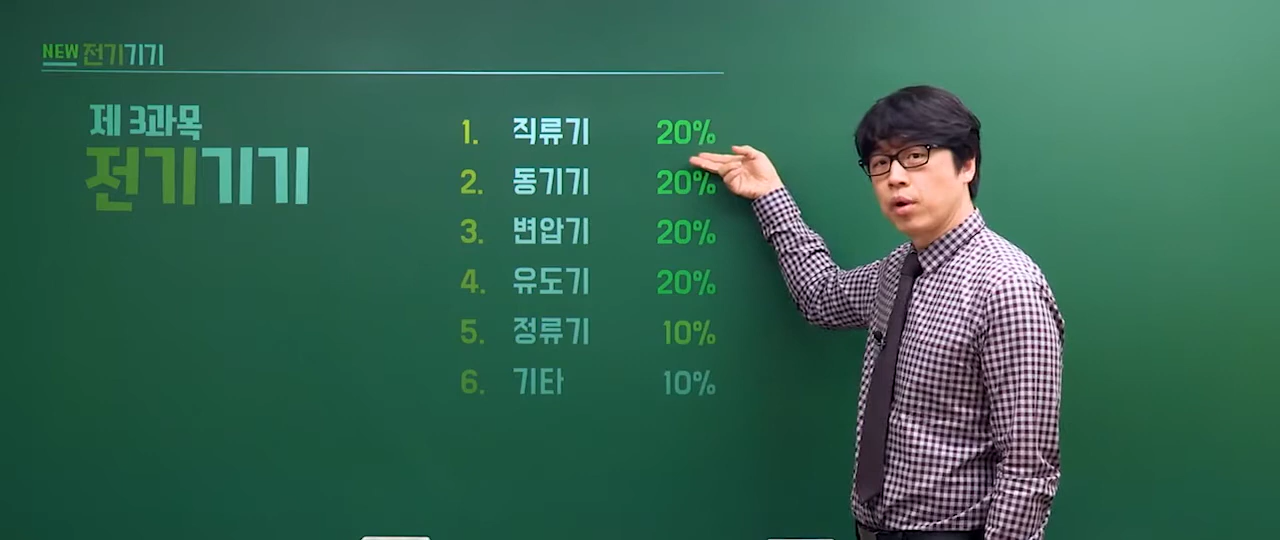 NEW 전기기기
제 3과목
전기기기
1. 직류기 20%
2. 동기기 20%
3. 변압기 20%
4. 유도기 20%
5. 정류기 10%
6. 기타 10%